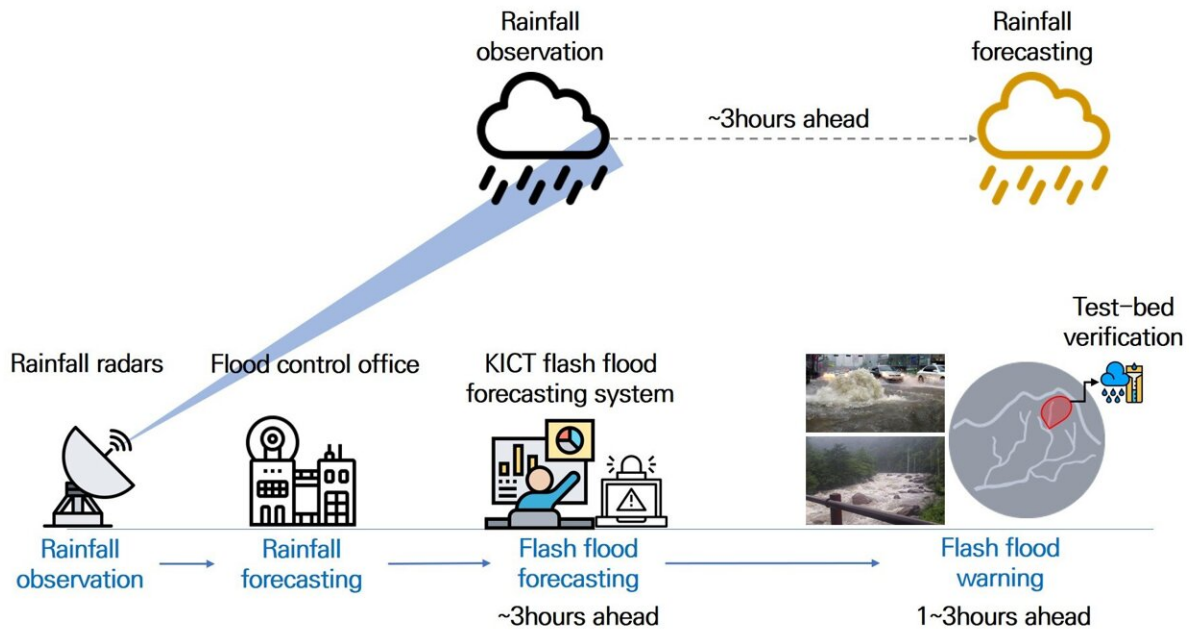 Rainfall
observation
Rainfall
forecasting
~3hours ahead
Test-bed
verification
Rainfall radars
Flood control office
KICT flash flood
forecasting system
Rainfall
observation
Rainfall
forecasting
Flash flood
forecasting
~3hours ahead
Flash flood
warning
1~3hours ahead